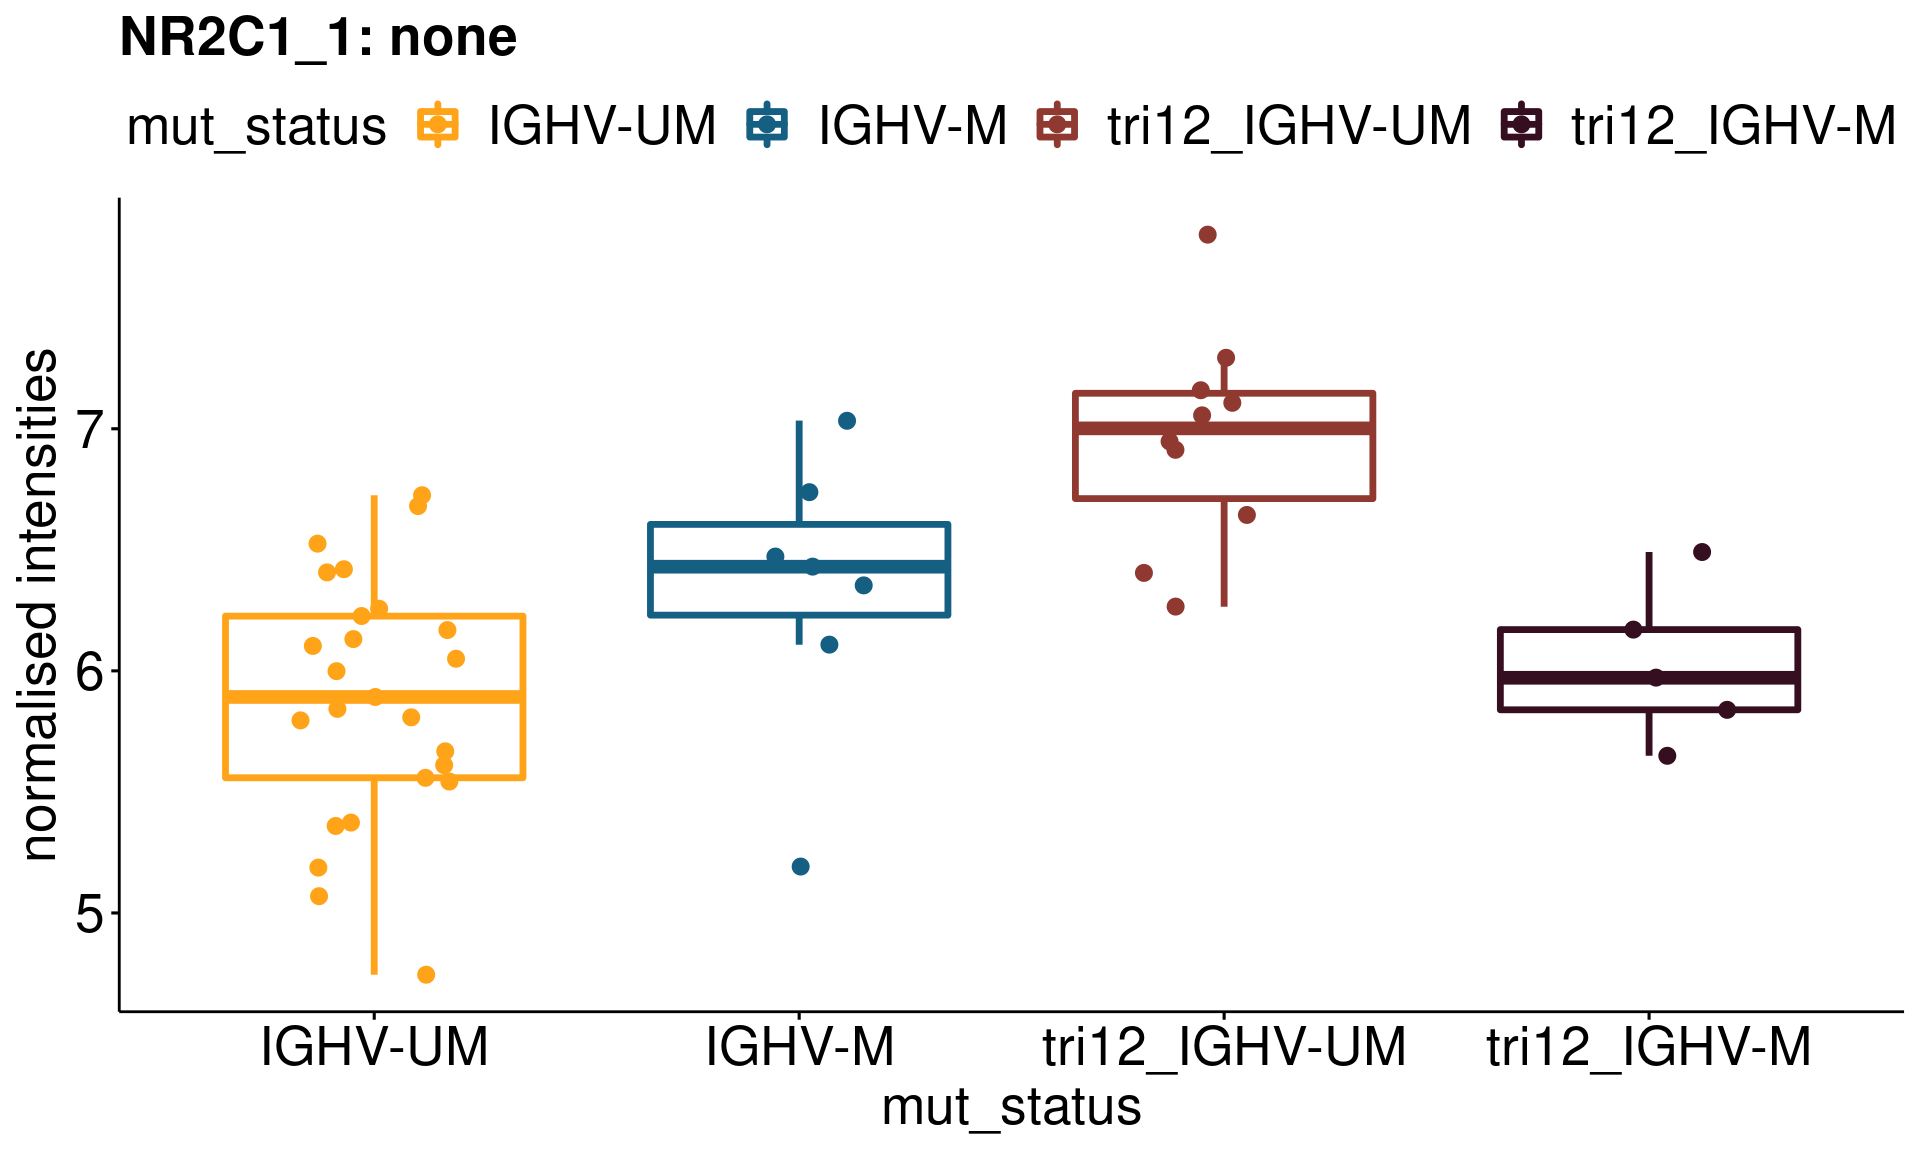 NR2C1_1: none
mut_status IGHV-UM IGHV-M tri12_IGHV-UM tri12_IGHV-M
normalised intensities
7
6
5
IGHV-UM IGHV-M tri12_IGHV-UM tri12_IGHV-M
mut_status